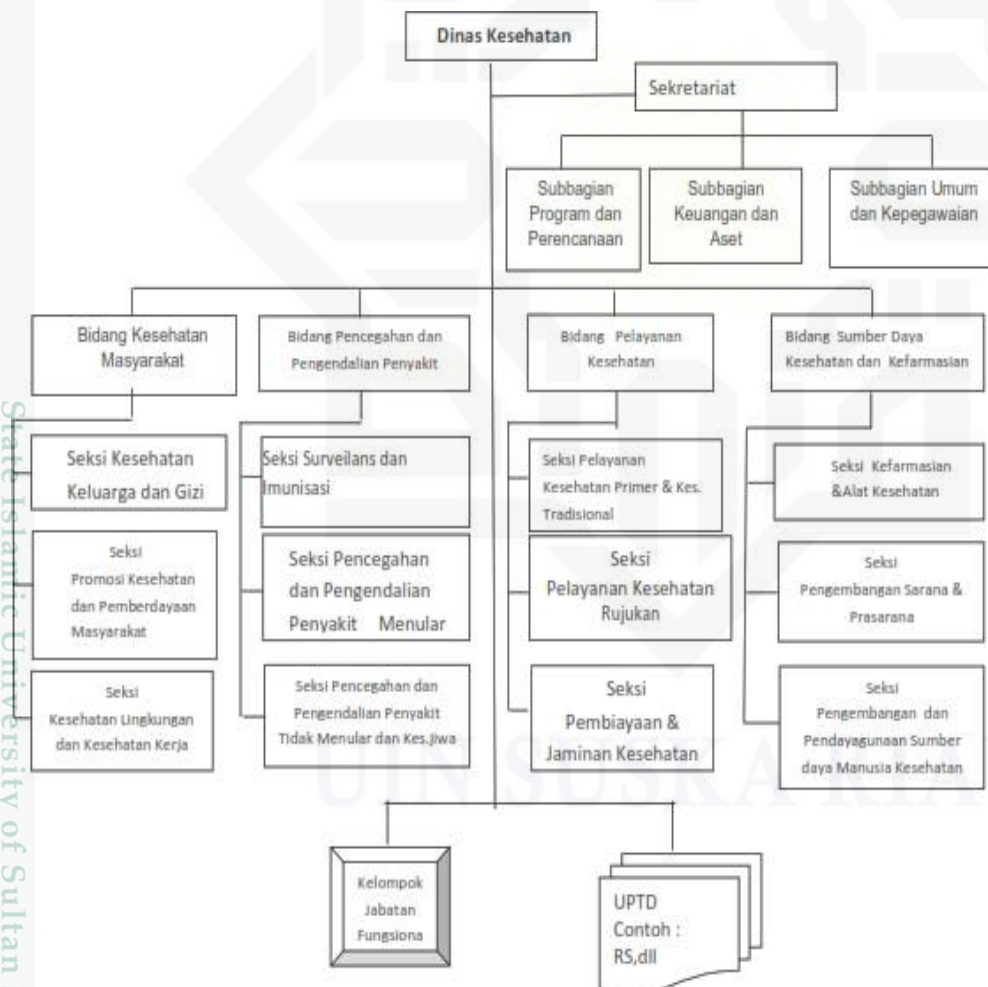 Dinas Kesehatan
Sekretariat
Subbagian
Program dan
Perencanaan
Subbagian
Keuangan dan
Aset
Subbagian Umum
dan Kepegawaian
Bidang Kesehatan
Masyarakat
Bidang Pencegahan dan
Pengendalian Penyakit
Bidang Pelayanan
Kesehatan
Bidang Sumber Daya
Kesehatan dan Kefarmasian
Seksi Kesehatan
Keluarga dan Gizi
Seksi Surveilans dan
Imunisasi
Seksi Pelayanan
Kesehatan Primer & Kes.
Tradisional
Seksi Kefarmasian
&Alat Kesehatan
Seksi
Promosi Kesehatan
dan Pemberdayaan
Masyarakat
Seksi Pencegahan
dan Pengendalian
Penyakit Menular
Seksi
Pelayanan Kesehatan
Rujukan
Seksi
Pengembangan Sarana &
Prasarana
Seksi
Kesehatan Lingkungan
dan Kesehatan Kerja
Seksi Pencegahan dan
Pengendalian Penyakit
Tidak Menular dan Kes.Jiwa
Seksi
Pembiayaan &
Jaminan Kesehatan
Seksi
Pengembangan dan
Pendayagunaan Sumber
daya Manusia Kesehatan
Kelompok
Jabatan
Fungsiona
UPTD
Contoh :
RS,dll
State Islamic University of Sultan
UIN SUSKA RIA